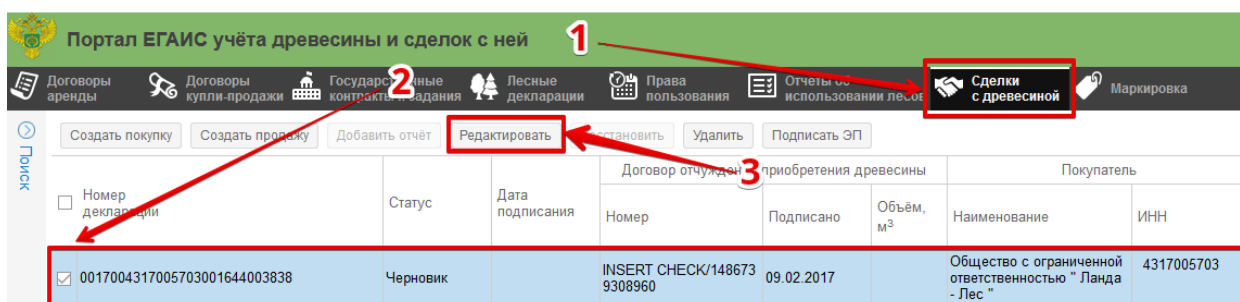 Портал ЕГАИС учёта древесины и сделок с ней
1
2
Договоры аренды
Договоры купли-продажи
Государственные контракты и задания
Лесные декларации
Права пользования
Отчеты об использовании лесов
Сделки с древесиной
Маркировка
Поиск
Создать покупку
Создать продажу
Добавить отчёт
Редактировать
Удалить
Подписать ЭП
3
Договор отчужден приобретения древесины
Покупатель
Номер декларации
Статус
Дата подписания
Номер
Подписано
Объём, м3
Наименование
ИНН
0017004317005703001644003838
Черновик
INSERT CHECK/148673
9308960
09.02.2017
Общество с ограниченной
ответственностью " Ланда
- Лес "
4317005703